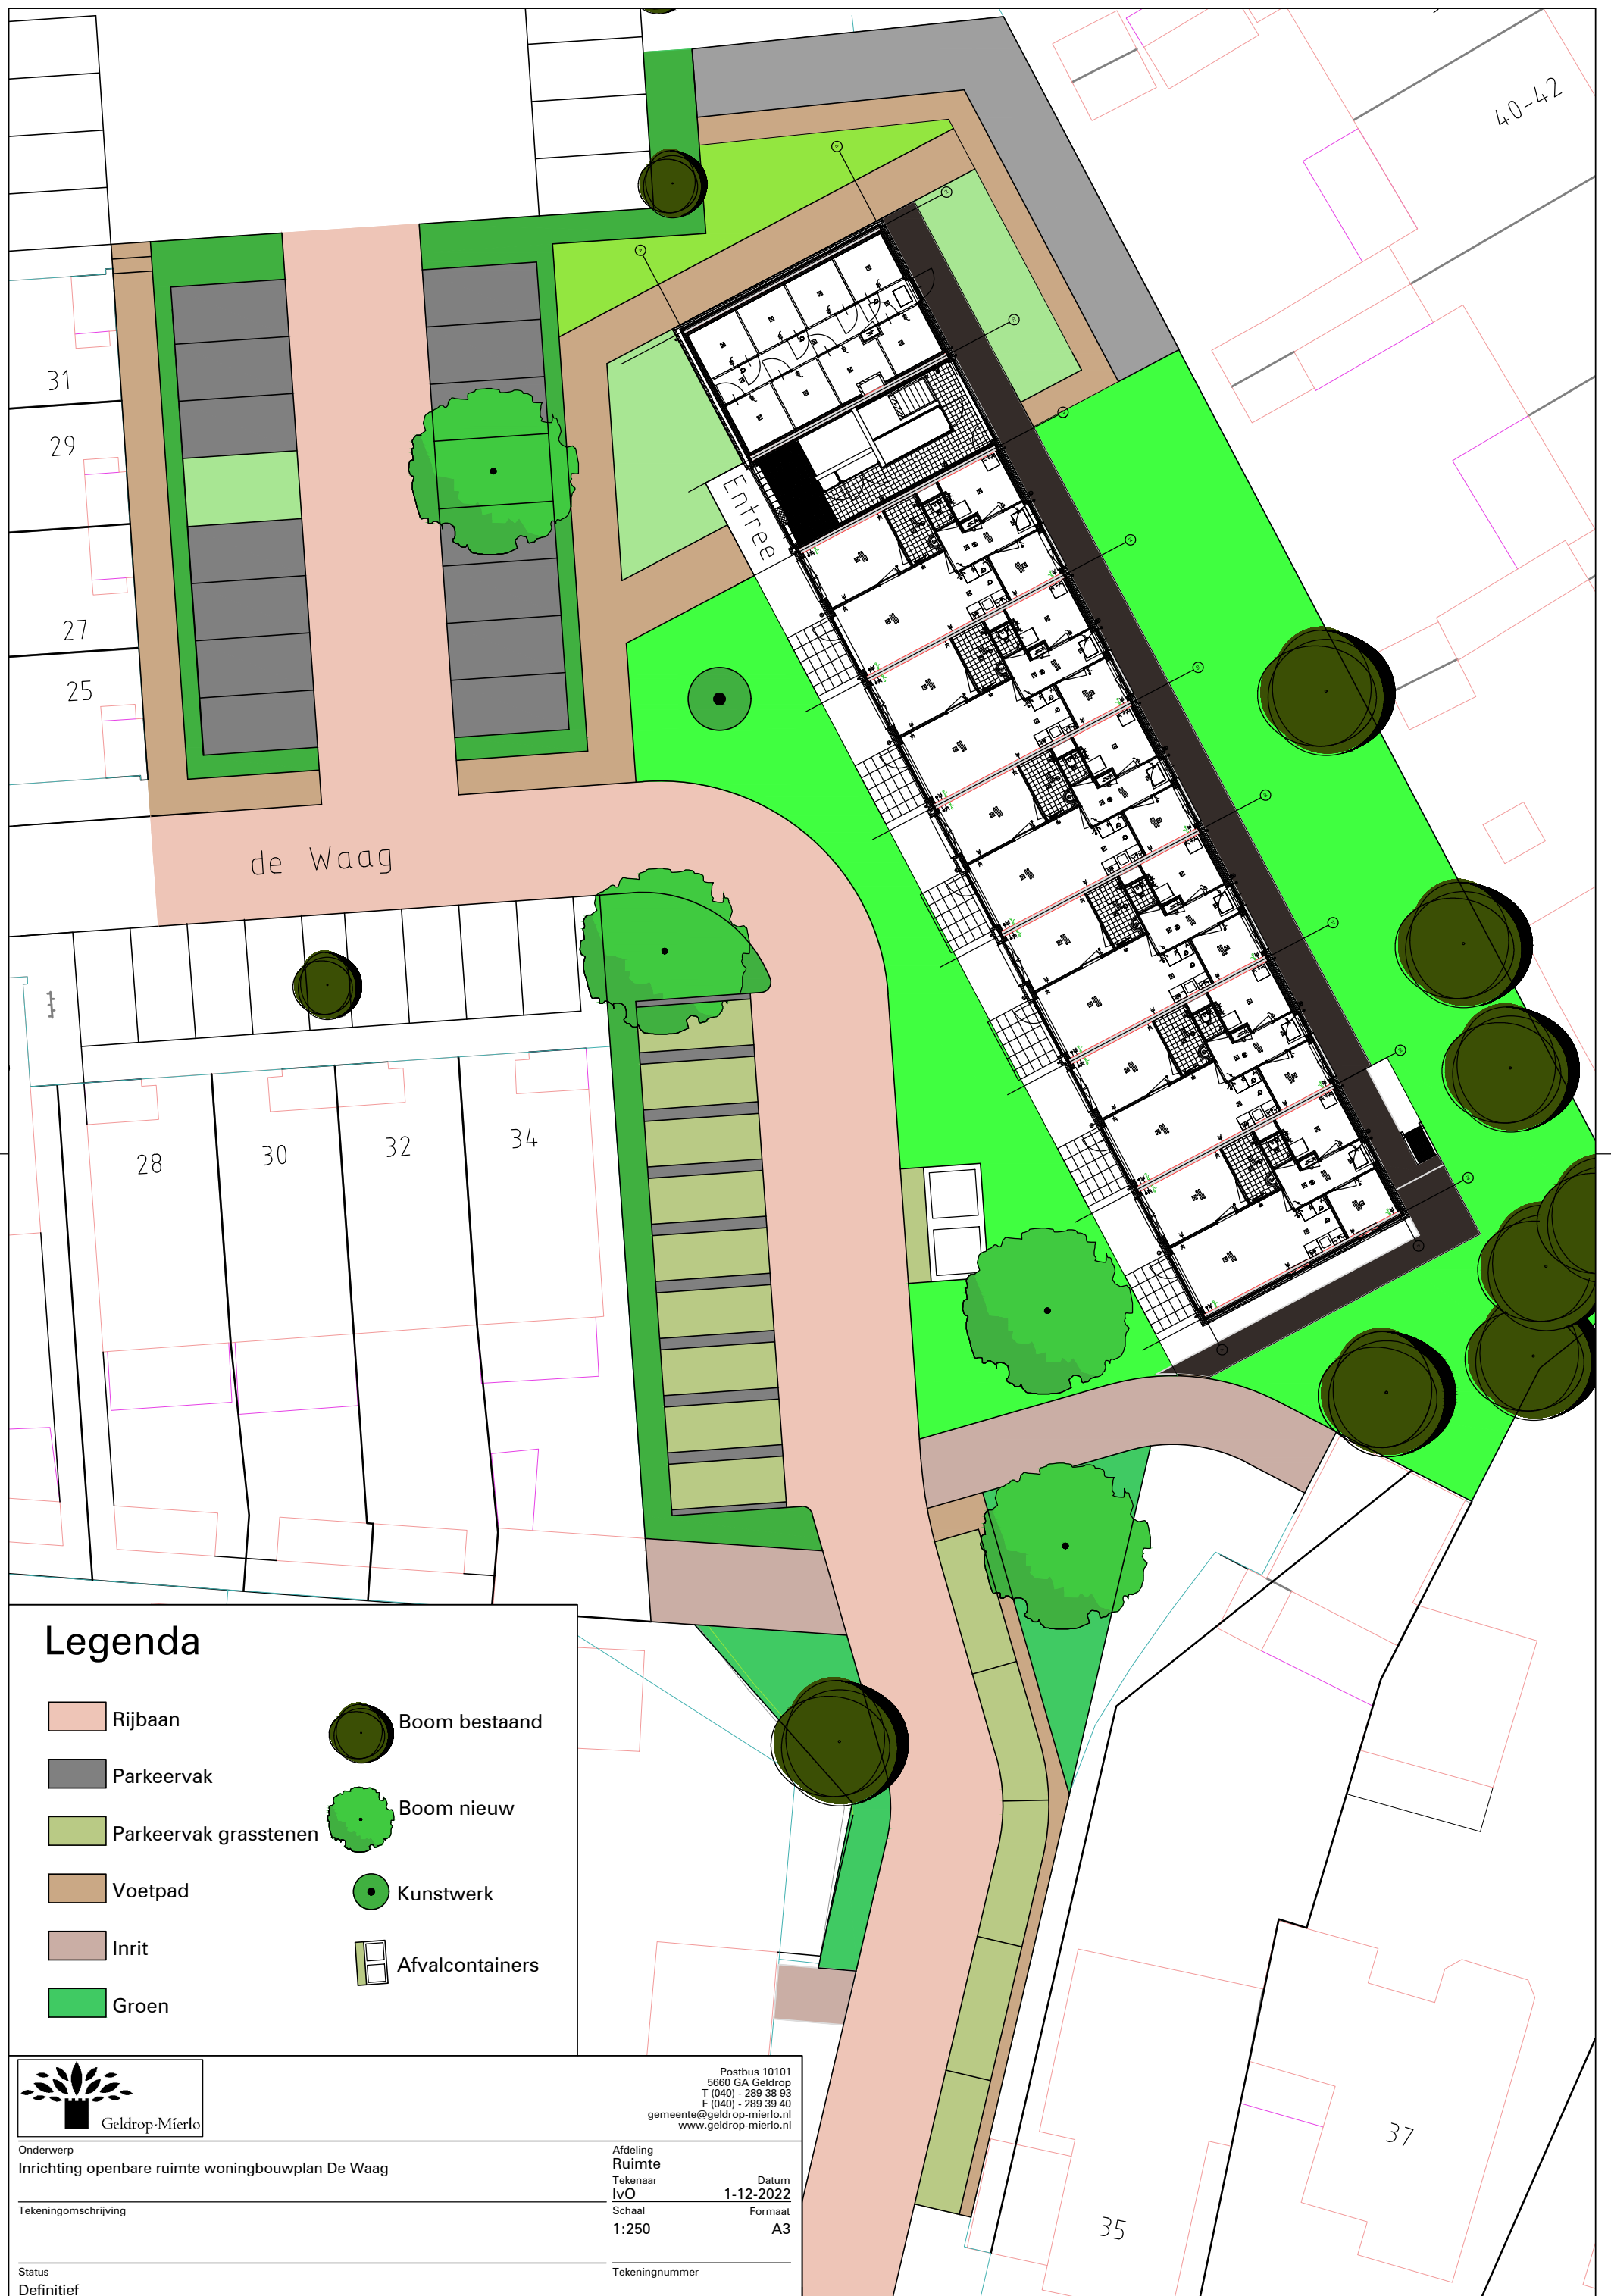 40-42
31
29
27
25
Entree
de Waag
28
30
32
34
37
35
Legenda
Rijbaan
Parkeervak
Parkeervak grasstenen
Voetpad
Inrit
Groen
Boom bestaand
Boom nieuw
Kunstwerk
Afvalcontainers
Geldrop-Mierlo
Postbus 10101
5660 GA Geldrop
T (040) - 289 38 93
F (040) - 289 39 40
gemeente@geldrop-mierlo.nl
www.geldrop-mierlo.nl
Onderwerp
Inrichting openbare ruimte woningbouwplan De Waag
Afdeling
Ruimte
Tekenaar Datum
IvO 1-12-2022
Tekeningomschrijving
Schaal Formaat
1:250 A3
Status
Definitief
Tekeningnummer